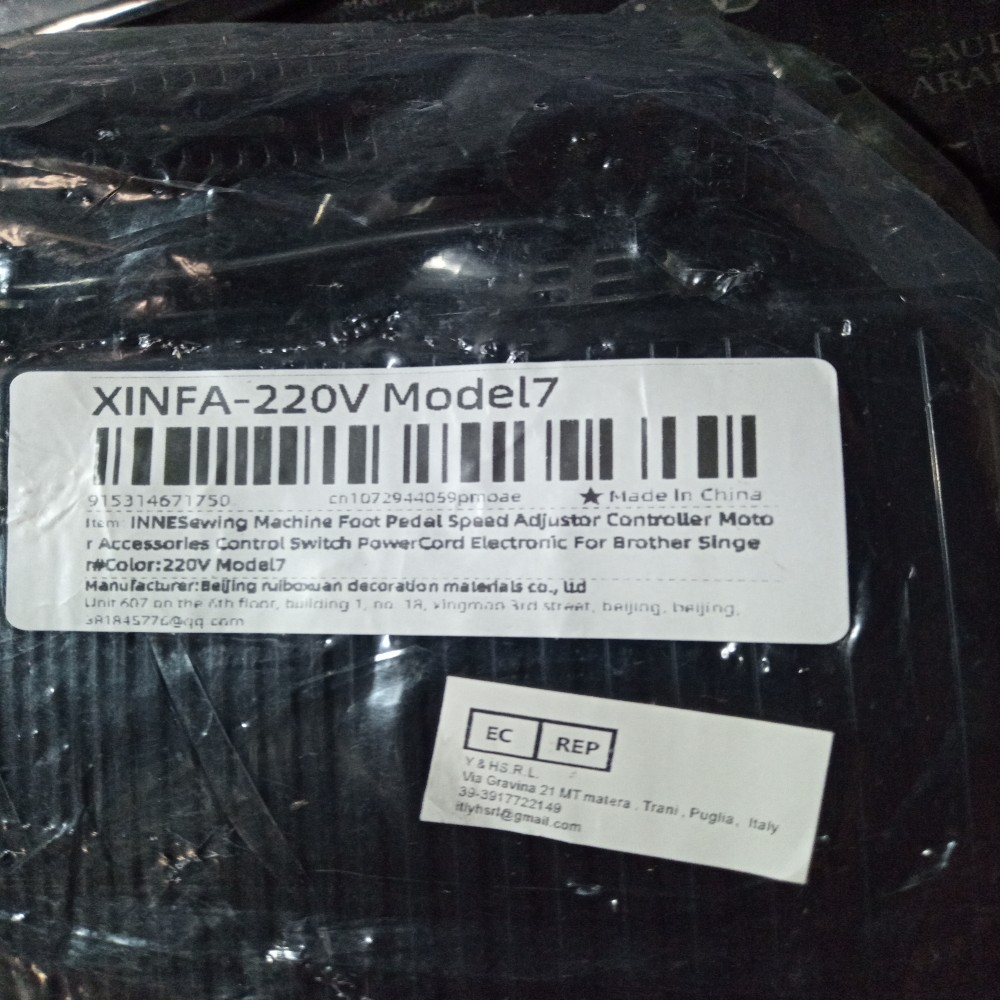 SAUDI
XINFA-220V Model7
915314671750 cn1072944059pmoae ★ Made In China
Item: INNESewing Machine Foot Pedal Speed Adjustor Controller Moto
r Accessories Control Switch PowerCord Electronic For Brother Singe
r#Color:220V Model7
Manufacturer:Beijing ruiboxuan decoration materials co., ltd
Unit 607 on the 6th floor, building 1, no. 18, xingmao 3rd street, beijing, beijing,
381845776@qq.com
EC REP
Y & HS.R.L.
Via Gravina 21 MT matera . Trani , Puglia , Italy
39-3917722149
itlyhsrl@gmail.com